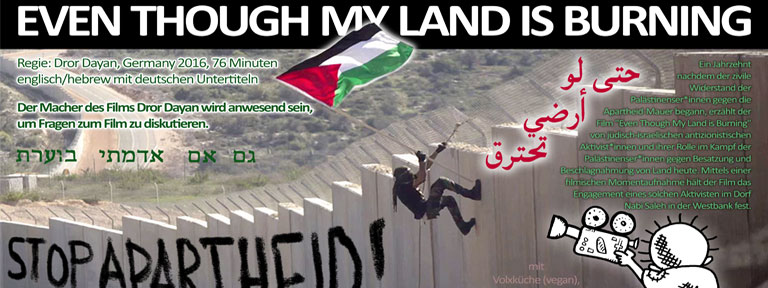 EVEN THOUGH MY LAND IS BURNING
Regie: Dror Dayan, Germany 2016, 76 Minuten
englisch/hebrew mit deutschen Untertiteln
Der Macher des Films Dror Dayan wird anwesend sein,
um Fragen zum Film zu diskutieren.
גם אם אדמתי בוערת
حتى لو
أرضي
تحترق
Ein Jahrzehnt
nachdem der zivile
Widerstand der
Palästinenser*innen gegen die
Apartheid-Mauer begann, erzählt der
Film "Even Though My Land is Burning"
von jüdisch-israelischen antizionistischen
Aktivist*innen und ihre Rolle im Kampf der
Palästinenser*innen gegen Besatzung und
Beschlagnahmung von Land heute. Mittels einer
filmischen Momentaufnahme hält der Film das
Engagement eines solchen Aktivisten im Dorf
Nabi Saleh in der Westbank fest.
STOP APARTHEID!
mit
Volxküche (vegan),